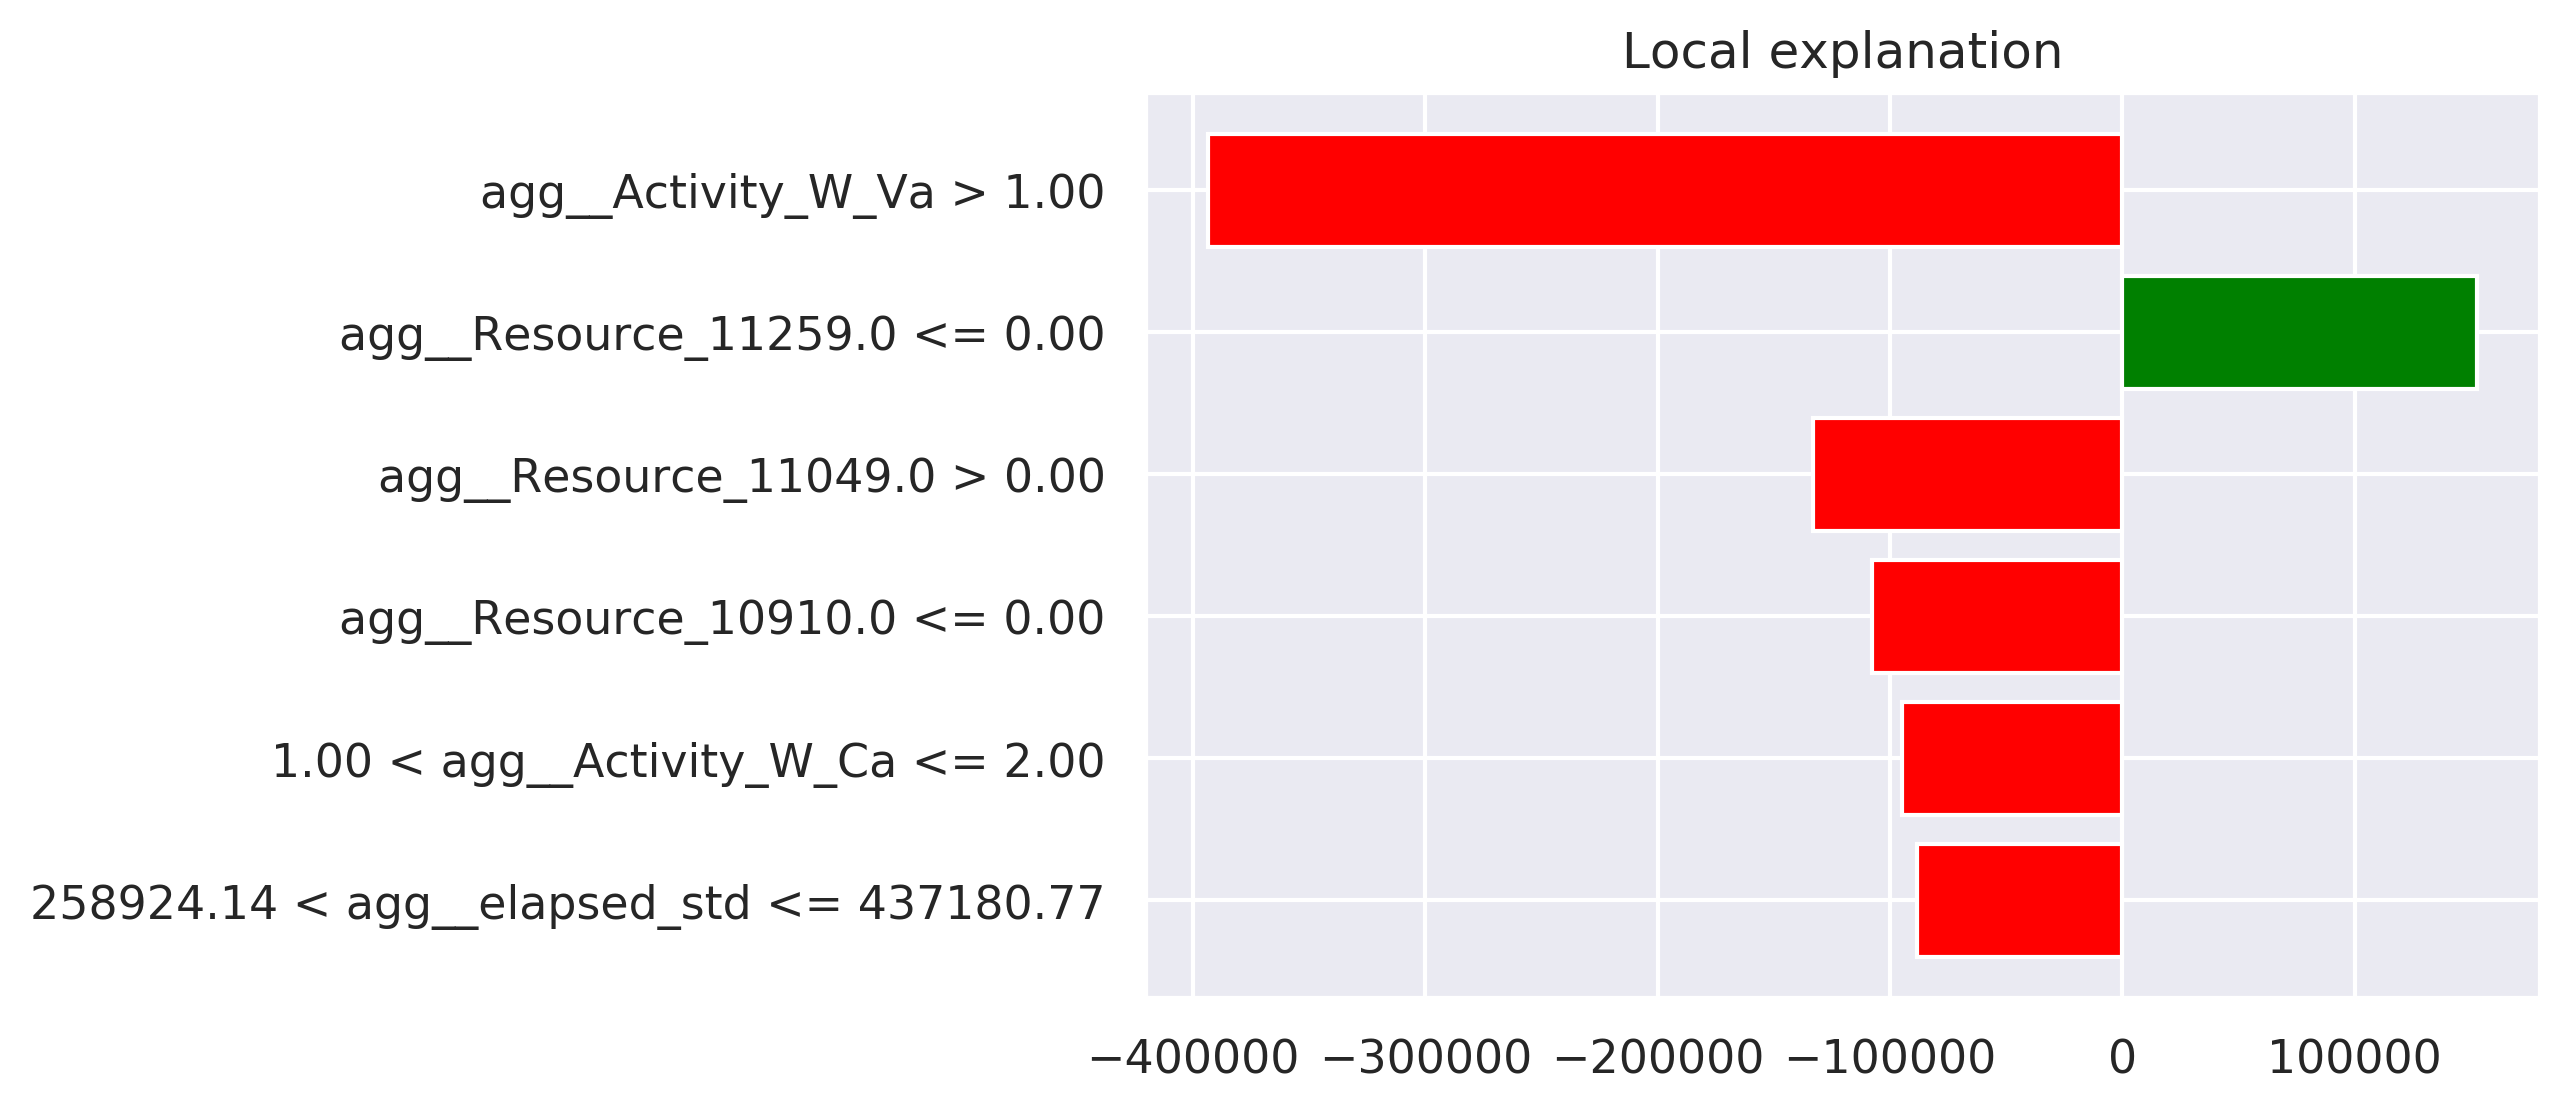 Local explanation
agg__Activity_W_Va > 1.00
agg__Resource_11259.0 <= 0.00
agg__Resource_11049.0 > 0.00
agg__Resource_10910.0 <= 0.00
1.00 < agg__Activity_W_Ca <= 2.00
258924.14 < agg__elapsed_std <= 437180.77
−400000 −300000 −200000 −100000 0 100000